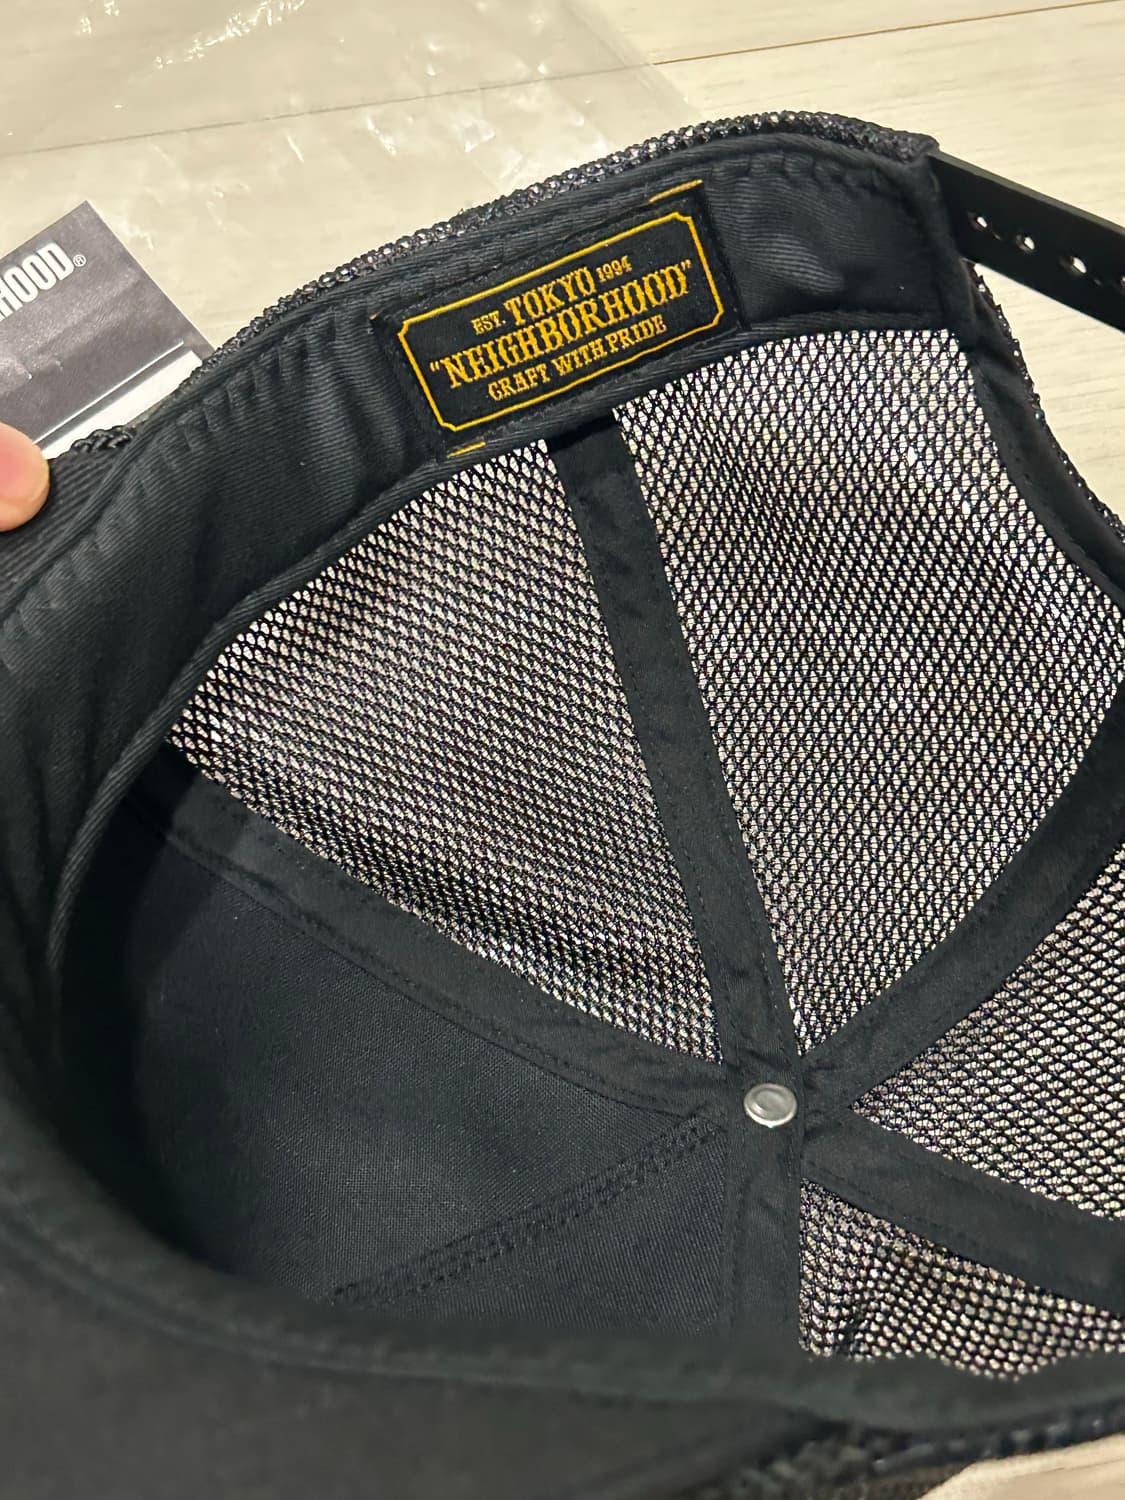 HOOD®
EST. TOKYO 1994
"NEIGHBORHOOD"
CRAFT WITH PRIDE